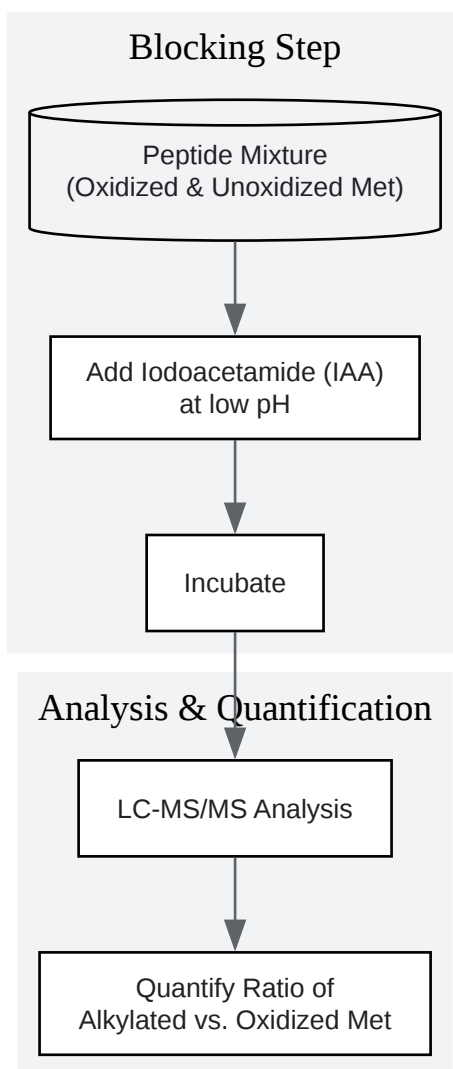 Blocking Step
Peptide Mixture
(Oxidized & Unoxidized Met)
Add Iodoacetamide (IAA)
at low pH
Incubate
Analysis & Quantification
LC-MS/MS Analysis
Quantify Ratio of
Alkylated vs. Oxidized Met